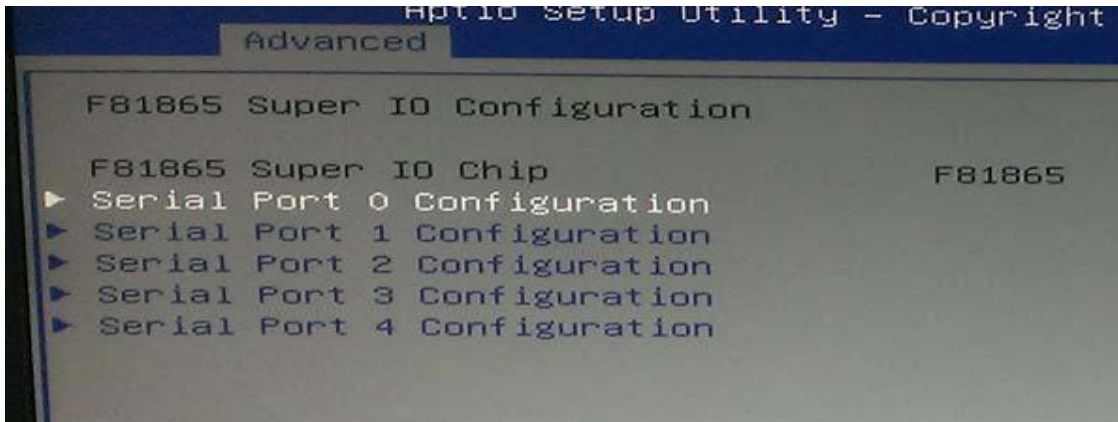 Aptio Setup Utility – Copyright
Advanced
F81865 Super IO Configuration
F81865 Super IO Chip F81865
► Serial Port 0 Configuration
► Serial Port 1 Configuration
► Serial Port 2 Configuration
► Serial Port 3 Configuration
► Serial Port 4 Configuration